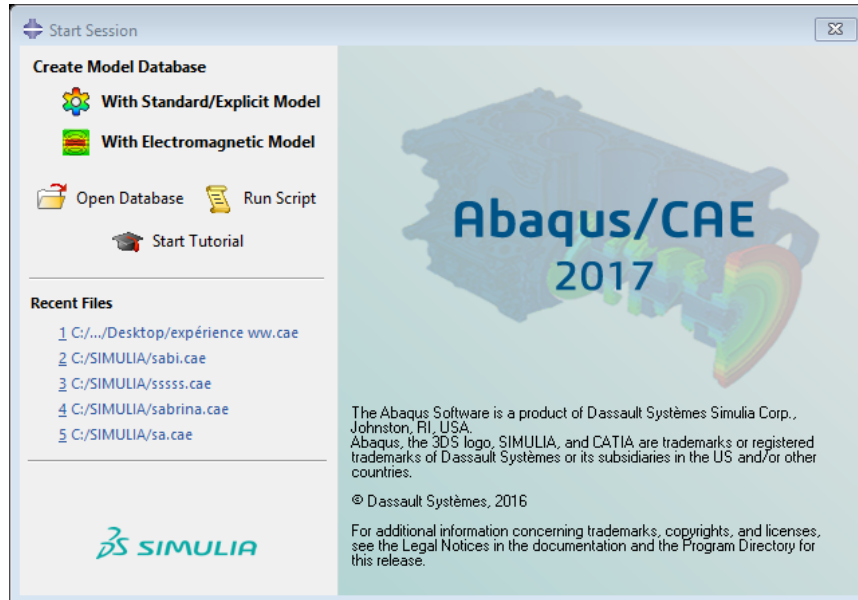 Start Session
Create Model Database
With Standard/Explicit Model
With Electromagnetic Model
Open Database Run Script
Start Tutorial
Recent Files
1 C:/.../Desktop/expérience ww.cae
2 C:/SIMULIA/sabi.cae
3 C:/SIMULIA/sssss.cae
4 C:/SIMULIA/sabrina.cae
5 C:/SIMULIA/sa.cae
3S SIMULIA
Abaqus/CAE
2017
The Abaqus Software is a product of Dassault Systèmes Simulia Corp.,
Johnston, RI, USA.
Abaqus, the 3DS logo, SIMULIA, and CATIA are trademarks or registered
trademarks of Dassault Systèmes or its subsidiaries in the US and/or other
countries.
© Dassault Systèmes, 2016
For additional information concerning trademarks, copyrights, and licenses,
see the Legal Notices in the documentation and the Program Directory for
this release.